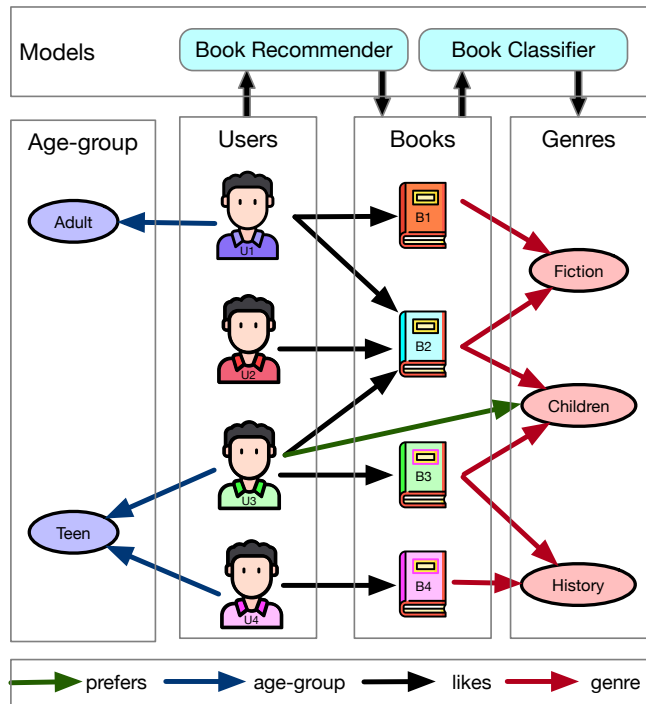 Models
Book Recommender
Book Classifier
Age-group
Users
Books
Genres
Adult
U1
B1
Fiction
U2
B2
Children
U3
B3
Teen
U4
B4
History
prefers
age-group
likes
genre